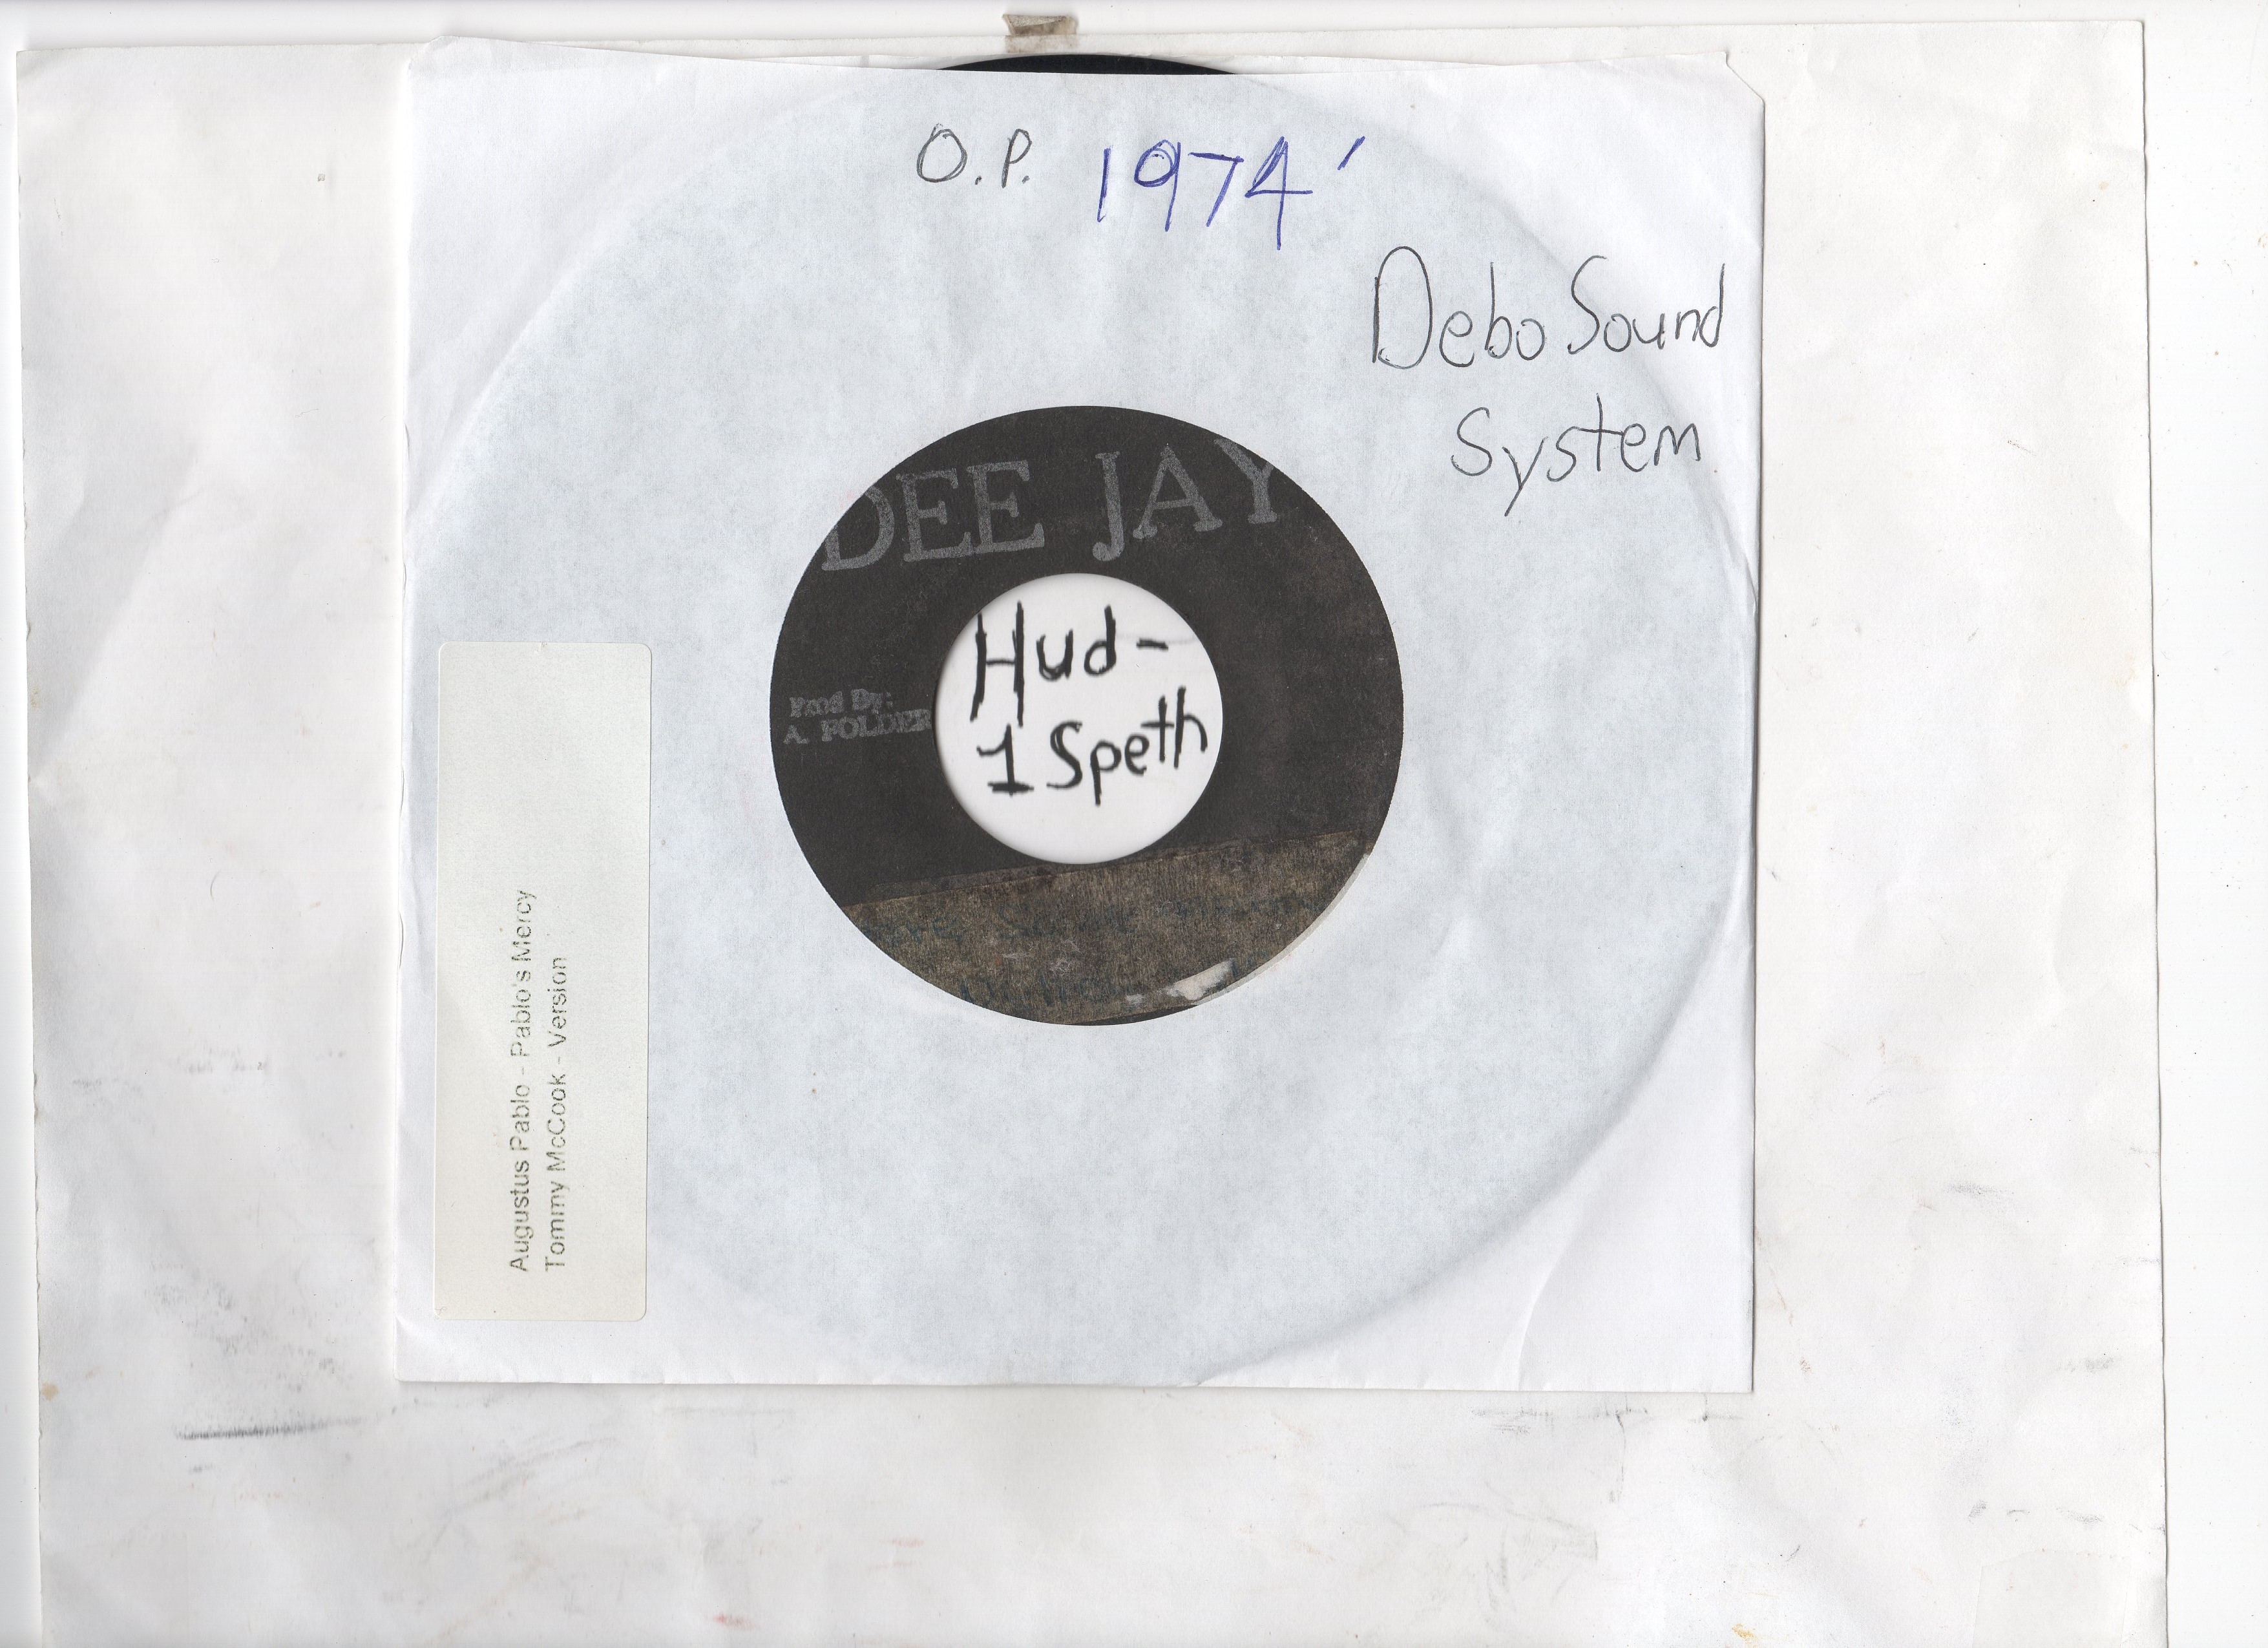 O.P. 1974'
Debo Sound
System
DEE JAY
Prod By:
A. FOLDER
Hud-
1 Speth
Augustus Pablo - Pablo's Mercy
Tommy McCook - Version